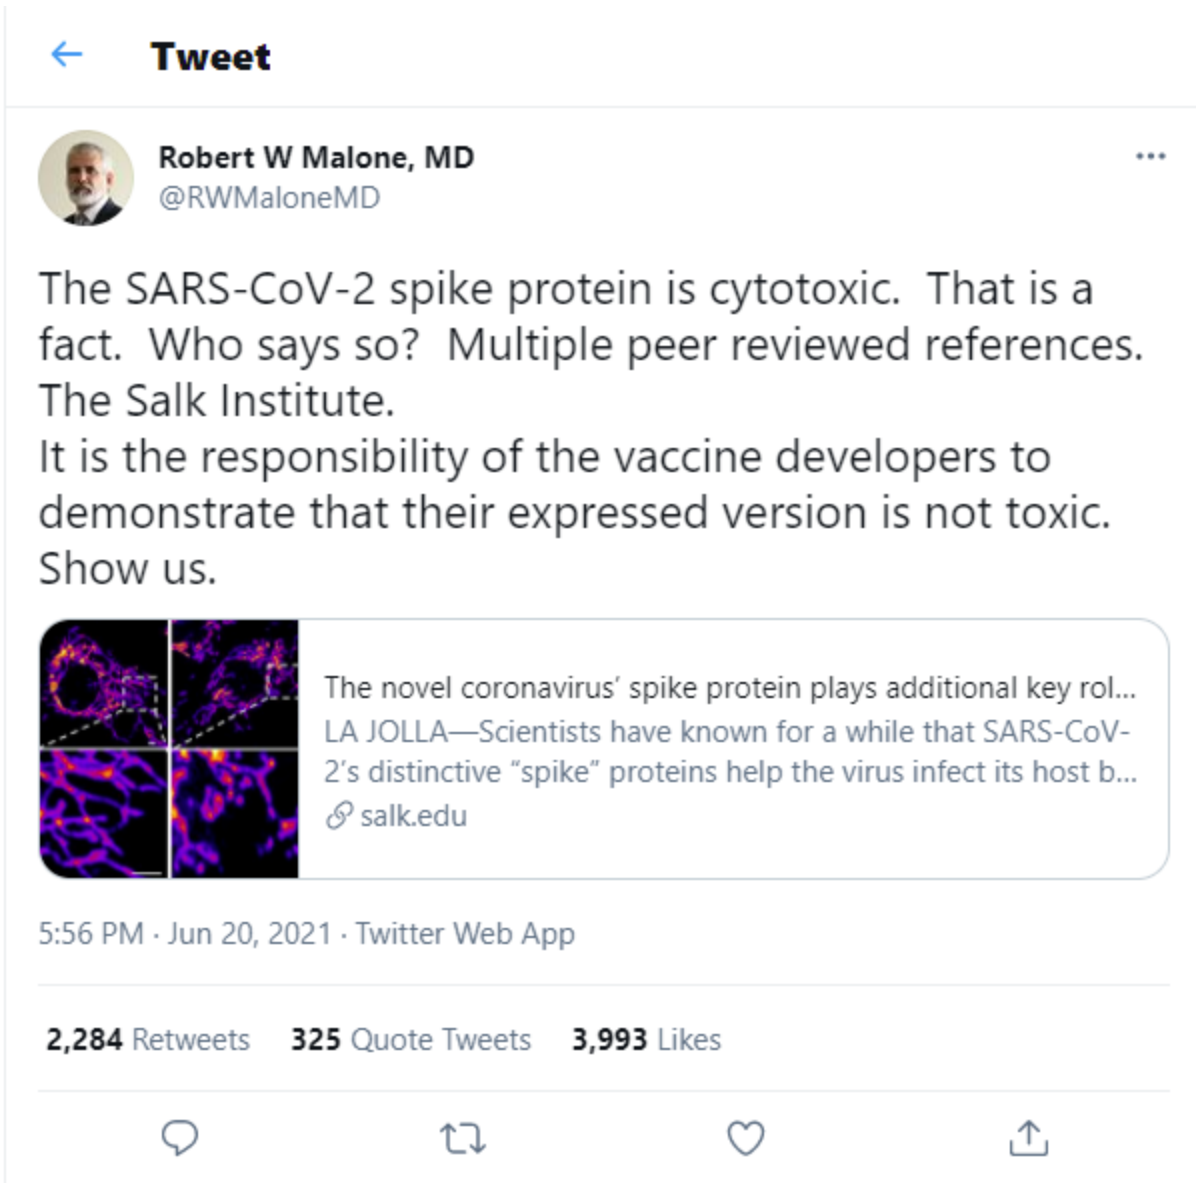 Tweet
Robert W Malone, MD
@RWMaloneMD
The SARS-CoV-2 spike protein is cytotoxic.  That is a
fact.  Who says so?  Multiple peer reviewed references.
The Salk Institute.
It is the responsibility of the vaccine developers to
demonstrate that their expressed version is not toxic.
Show us.
The novel coronavirus’ spike protein plays additional key rol...
LA JOLLA—Scientists have known for a while that SARS-CoV-
2’s distinctive “spike” proteins help the virus infect its host b...
salk.edu
5:56 PM · Jun 20, 2021 · Twitter Web App
2,284 Retweets 325 Quote Tweets 3,993 Likes